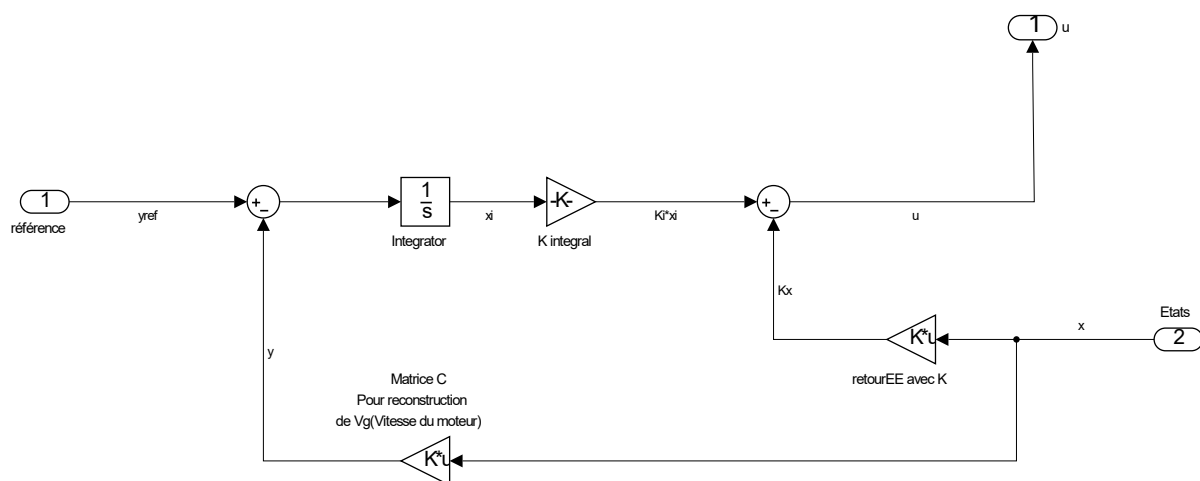 1
u
1
référence
yref
+
−
1
s
Integrator
xi
-K-
K integral
Ki*xi
+
−
u
Kx
K*u
retourEE avec K
x
Etats
2
y
Matrice C
Pour reconstruction
de Vg(Vitesse du moteur)
K*u